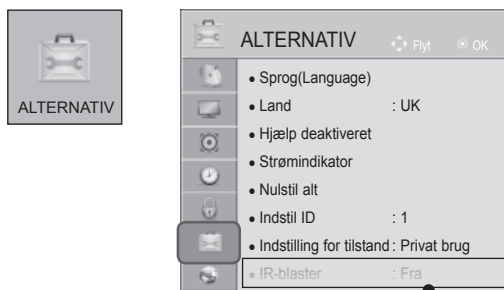 ALTERNATIV
ALTERNATIV
Flyt
OK
• Sprog(Language)
• Land : UK
• Hjælp deaktiveret
• Strømindikator
• Nulstil alt
• Indstil ID : 1
• Indstilling for tilstand : Privat brug
• IR-blaster : Fra